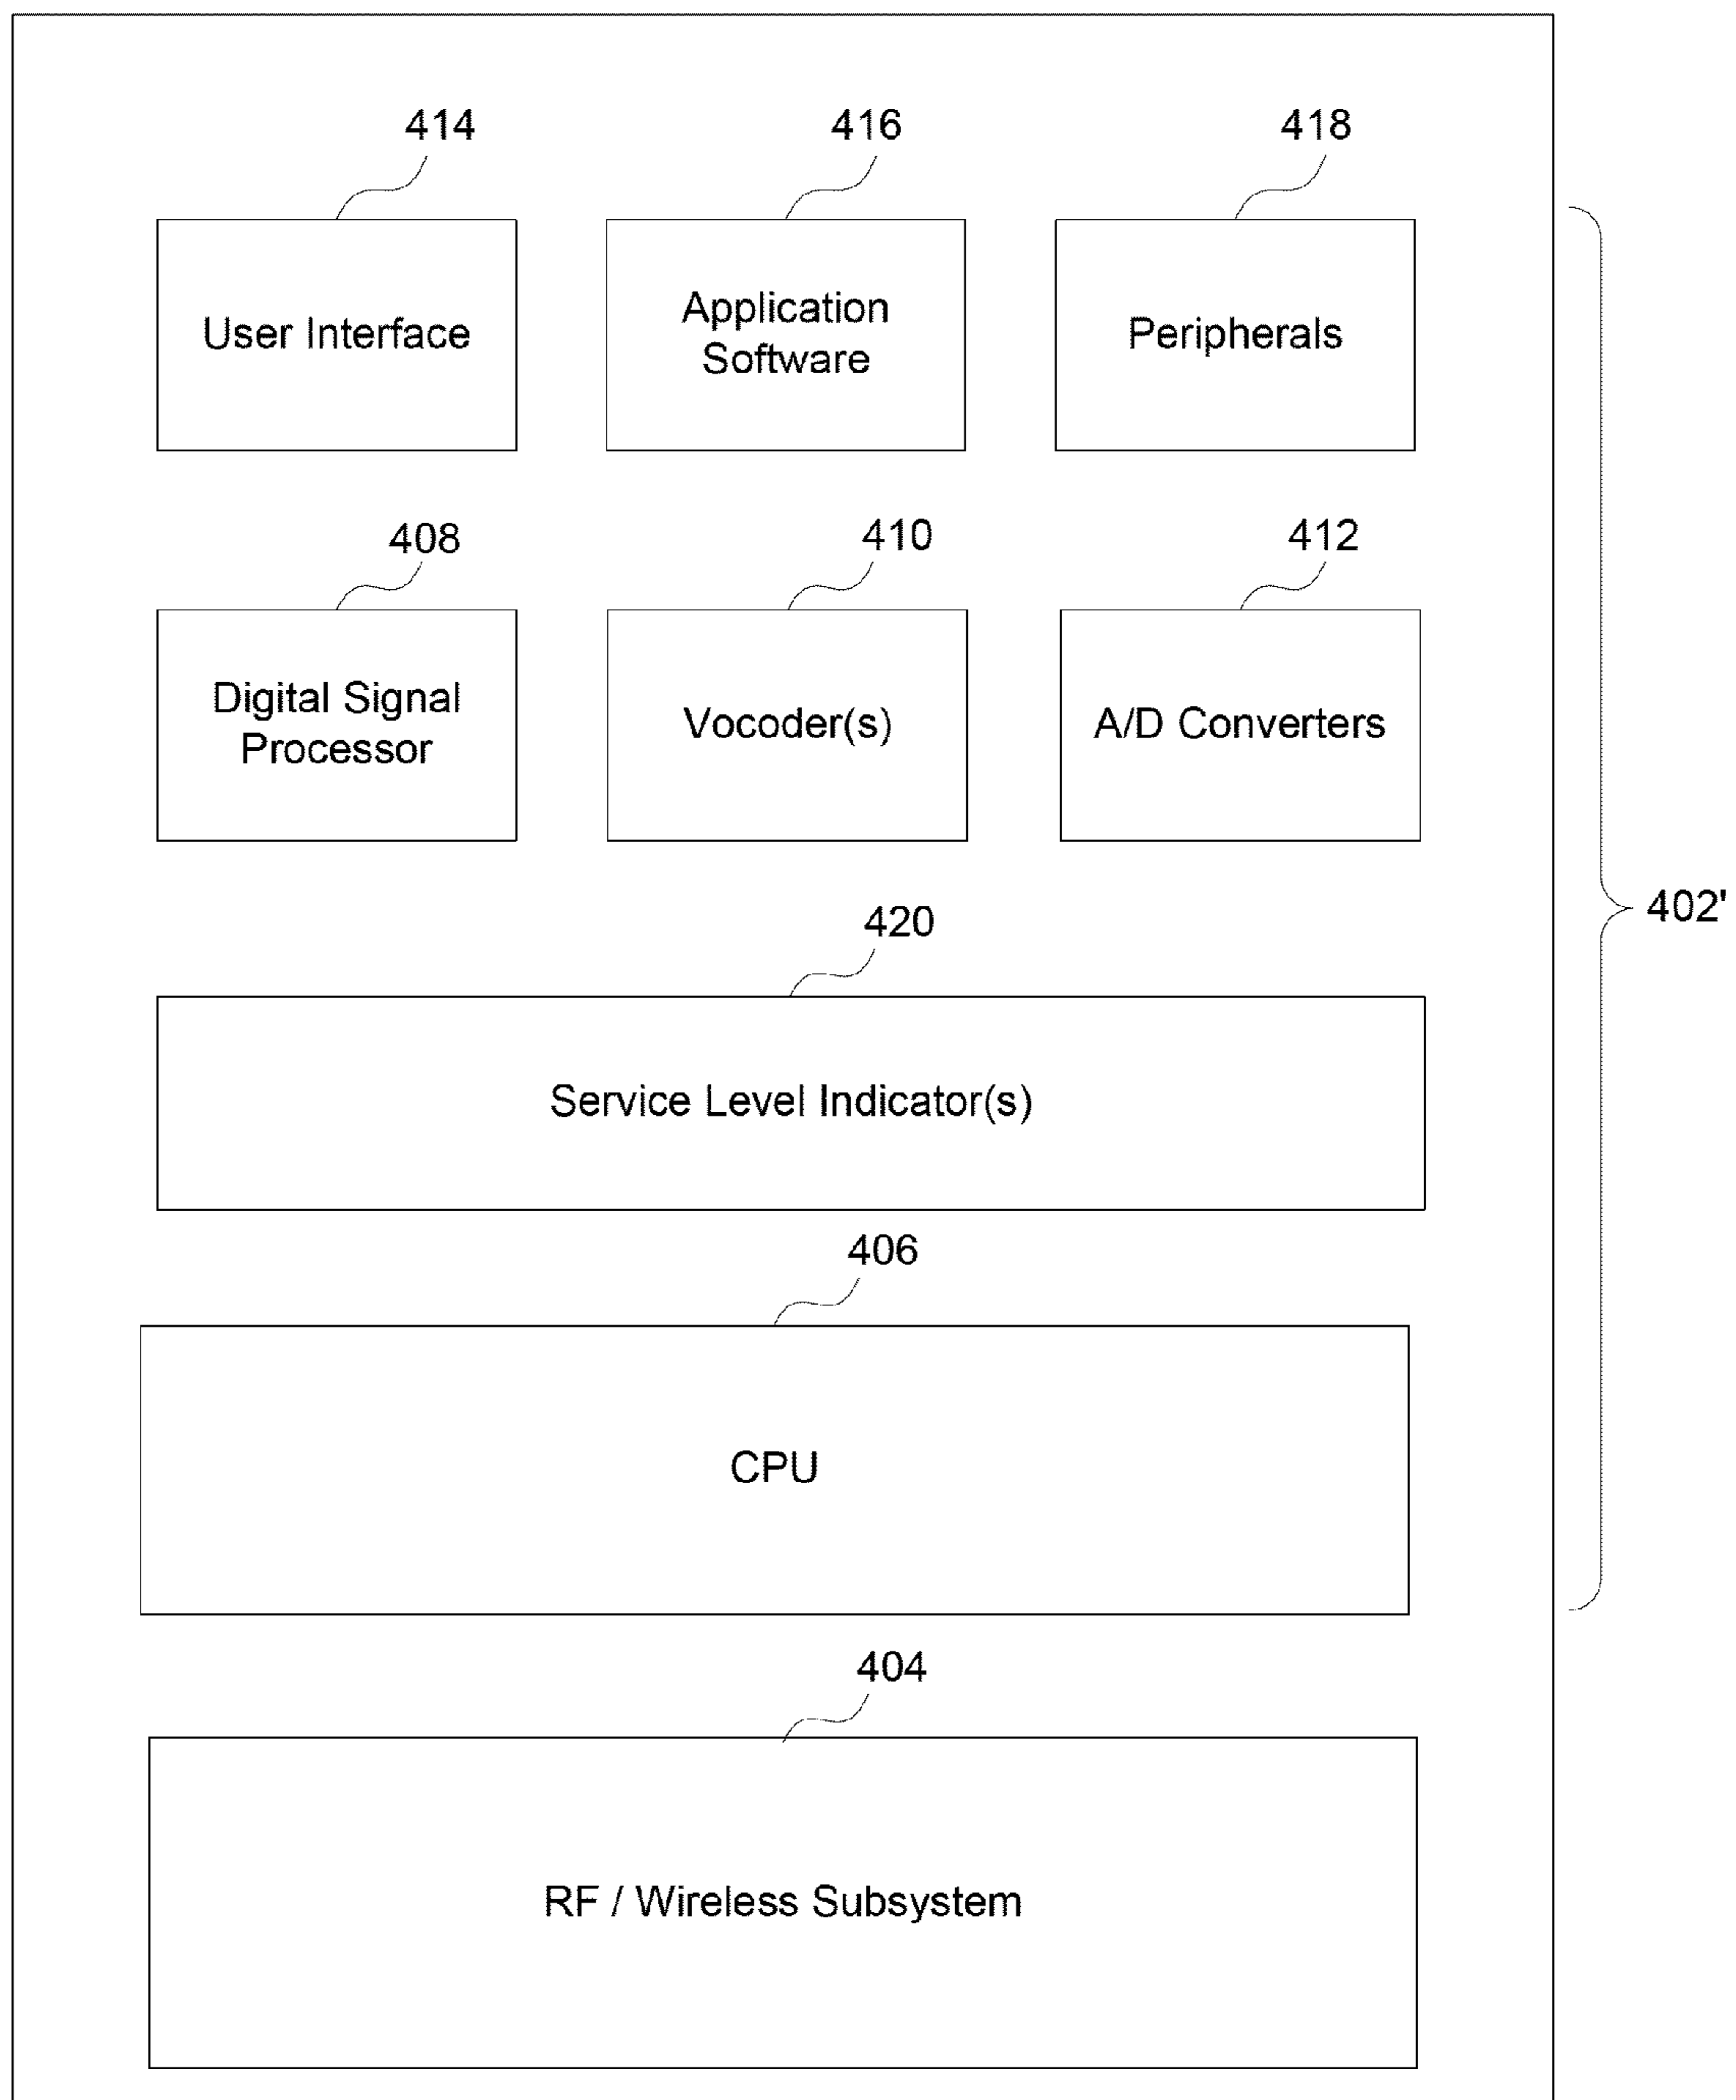 414
416
418
User Interface
Application
Software
Peripherals
408
410
412
Digital Signal
Processor
Vocoder(s)
A/D Converters
402'
420
Service Level Indicator(s)
406
CPU
404
RF / Wireless Subsystem